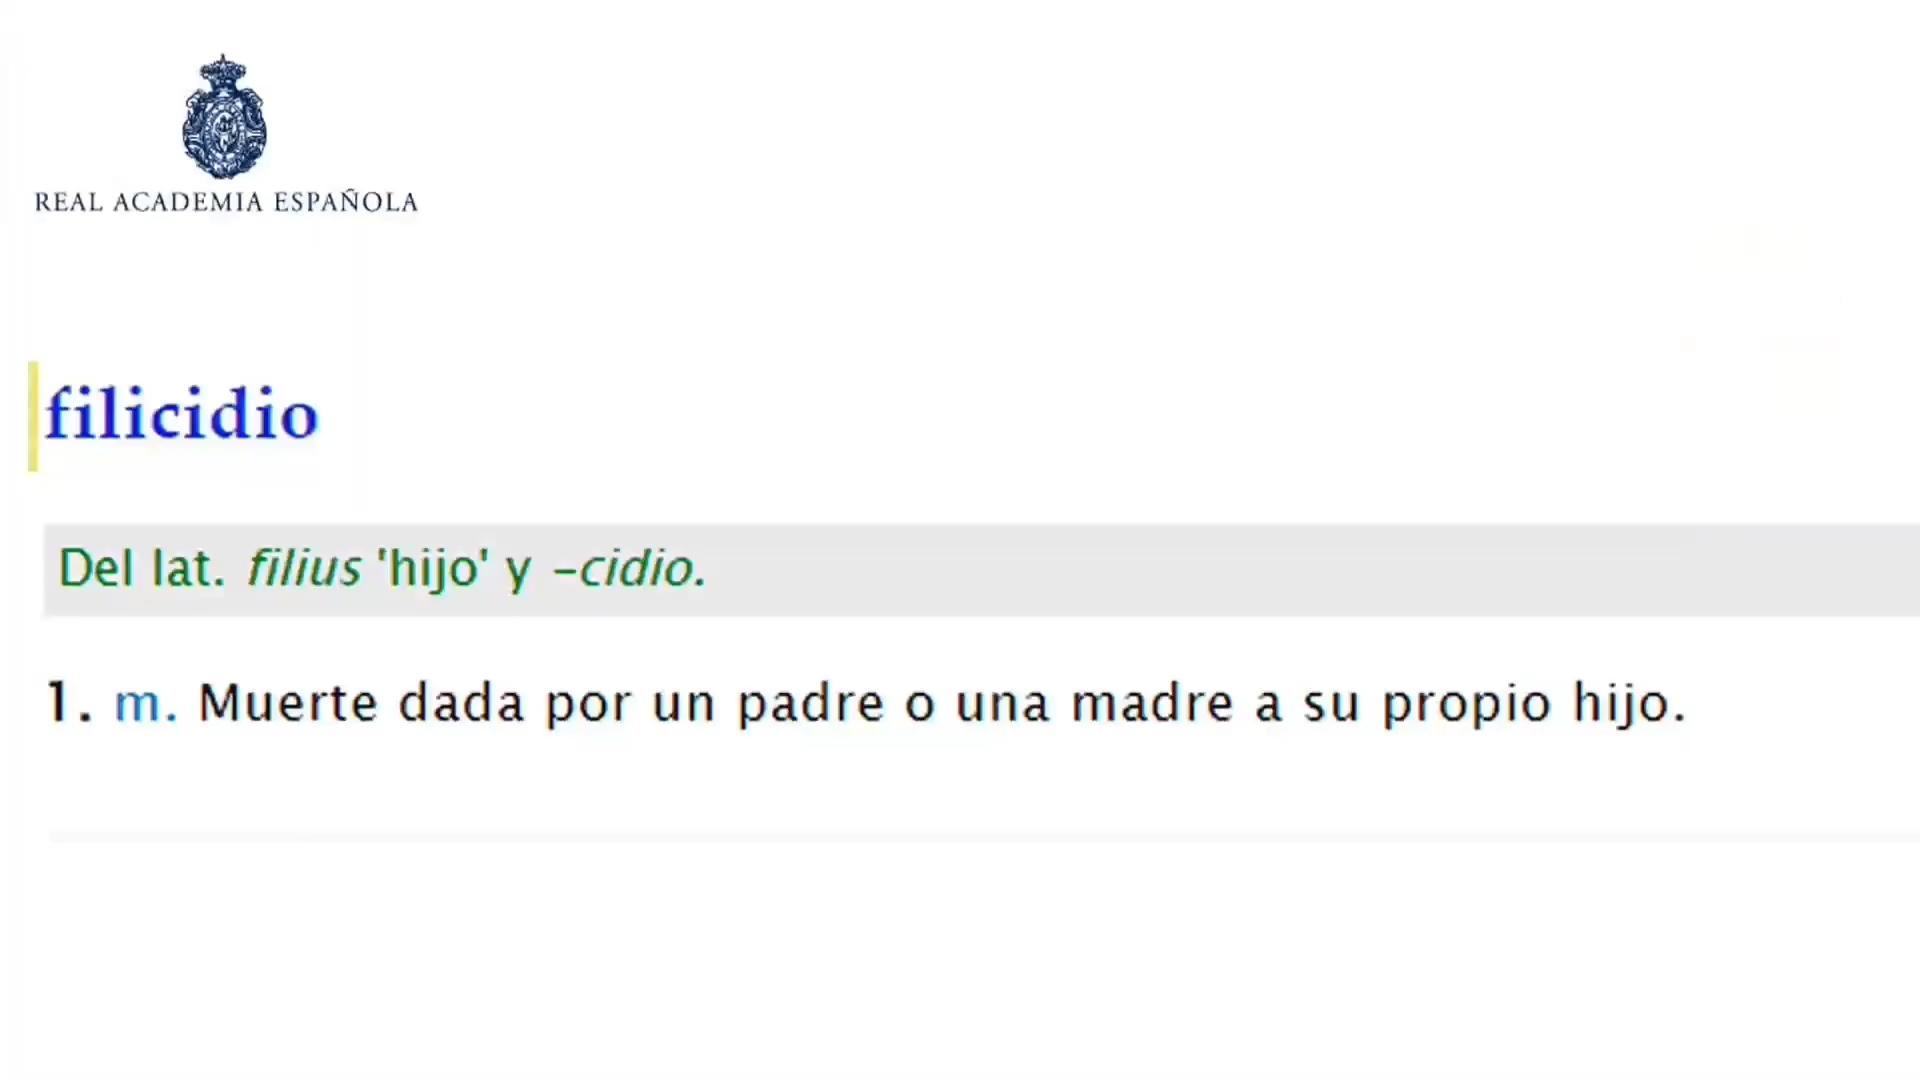 REAL ACADEMIA ESPAÑOLA
filicidio
Del lat. filius 'hijo' y -cidio.
1. m. Muerte dada por un padre o una madre a su propio hijo.